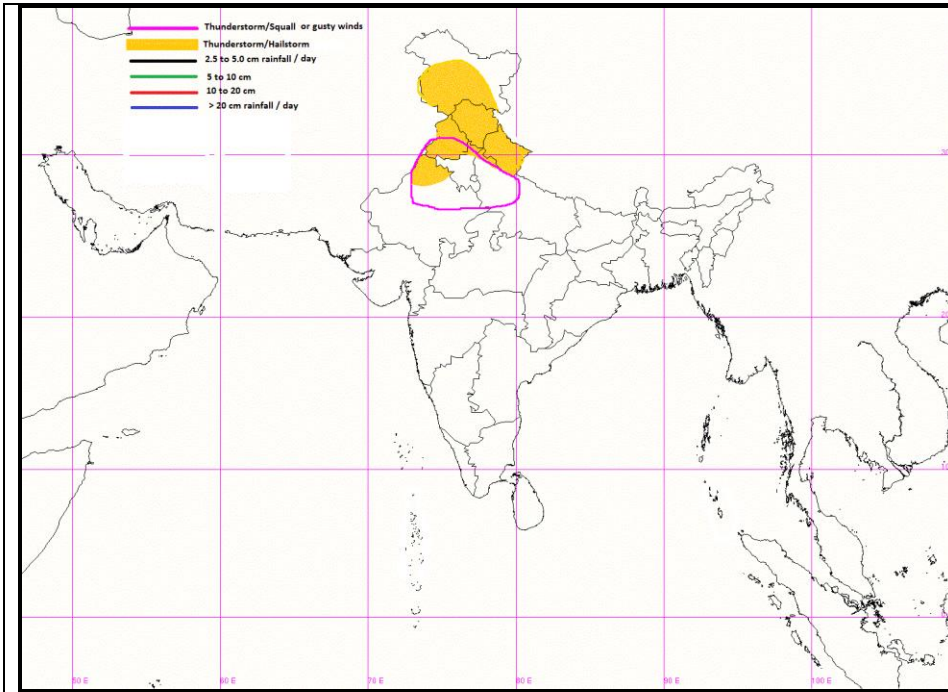 Thunderstorm/Squall or gusty winds
Thunderstorm/Hailstorm
2.5 to 5.0 cm rainfall / day
5 to 10 cm
10 to 20 cm
> 20 cm rainfall / day
50 E
60 E
70 E
80 E
90 E
100 E